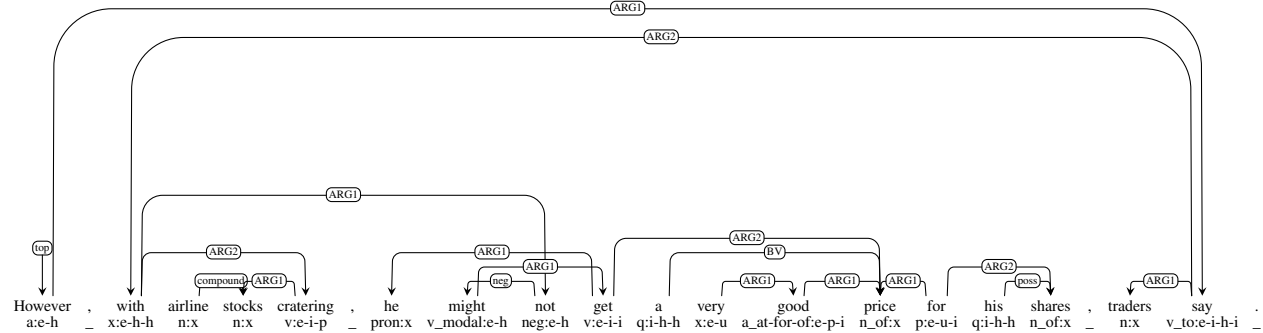 ARG1
ARG2
ARG1
ARG2
BV
top
ARG2
ARG1
ARG1
ARG2
compound
ARG1
neg
ARG1
ARG1
ARG1
poss
ARG1
However , with airline stocks cratering , he might not get a very good price for his shares , traders say .
a:e-h _ x:e-h-h n:x n:x v:e-i-p _ pron:x v_modal:e-h neg:e-h v:e-i-i q:i-h-h x:e-u a_at-for-of:e-p-i n_of:x p:e-u-i q:i-h-h n_of:x _ n:x v_to:e-i-h-i _